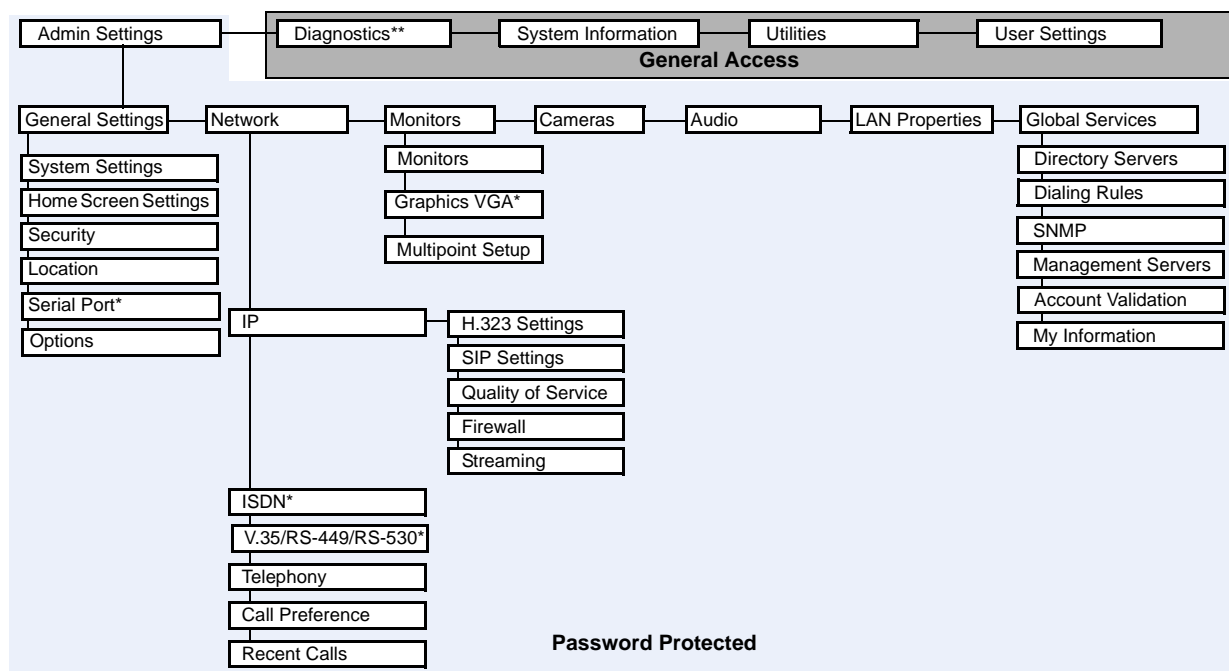 Admin Settings
Diagnostics**
System Information
Utilities
User Settings
General Access
General Settings
Network
Monitors
Cameras
Audio
LAN Properties
Global Services
System Settings
Home Screen Settings
Security
Location
Serial Port*
Options
Monitors
Graphics VGA*
Multipoint Setup
Directory Servers
Dialing Rules
SNMP
Management Servers
Account Validation
My Information
IP
H.323 Settings
SIP Settings
Quality of Service
Firewall
Streaming
ISDN*
V.35/RS-449/RS-530*
Telephony
Call Preference
Recent Calls
Password Protected